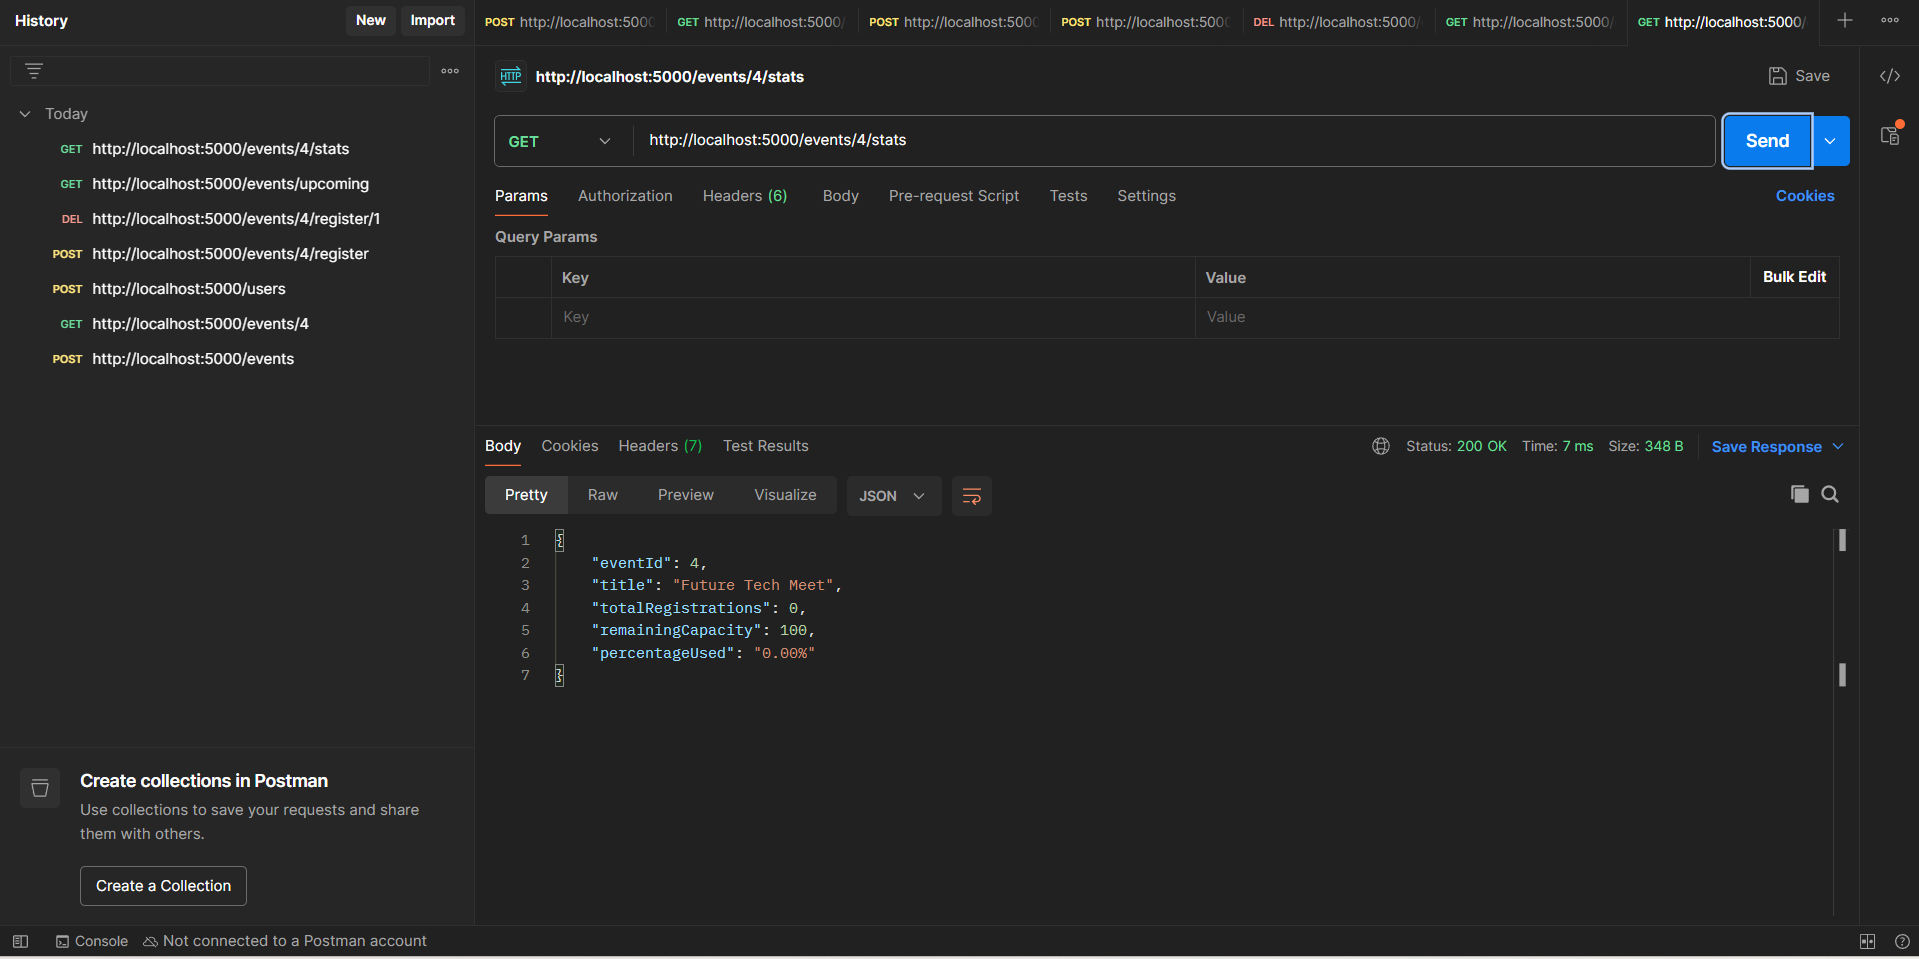 History
New
Import
Today
GET http://localhost:5000/events/4/stats
GET http://localhost:5000/events/upcoming
DEL http://localhost:5000/events/4/register/1
POST http://localhost:5000/events/4/register
POST http://localhost:5000/users
GET http://localhost:5000/events/4
POST http://localhost:5000/events
Create collections in Postman
Use collections to save your requests and share
them with others.
Create a Collection
POST http://localhost:5000 GET http://localhost:5000/ POST http://localhost:5000 POST http://localhost:5000 DEL http://localhost:5000/ GET http://localhost:5000/ GET http://localhost:5000/
HTTP http://localhost:5000/events/4/stats
Save
GET http://localhost:5000/events/4/stats
Send
Params Authorization Headers (6) Body Pre-request Script Tests Settings
Cookies
Query Params
Key Value Bulk Edit
Key Value
Body Cookies Headers (7) Test Results
Status: 200 OK Time: 7 ms Size: 348 B Save Response
Pretty Raw Preview Visualize JSON
1 {
2 "eventId": 4,
3 "title": "Future Tech Meet",
4 "totalRegistrations": 0,
5 "remainingCapacity": 100,
6 "percentageUsed": "0.00%"
7 }
Console Not connected to a Postman account